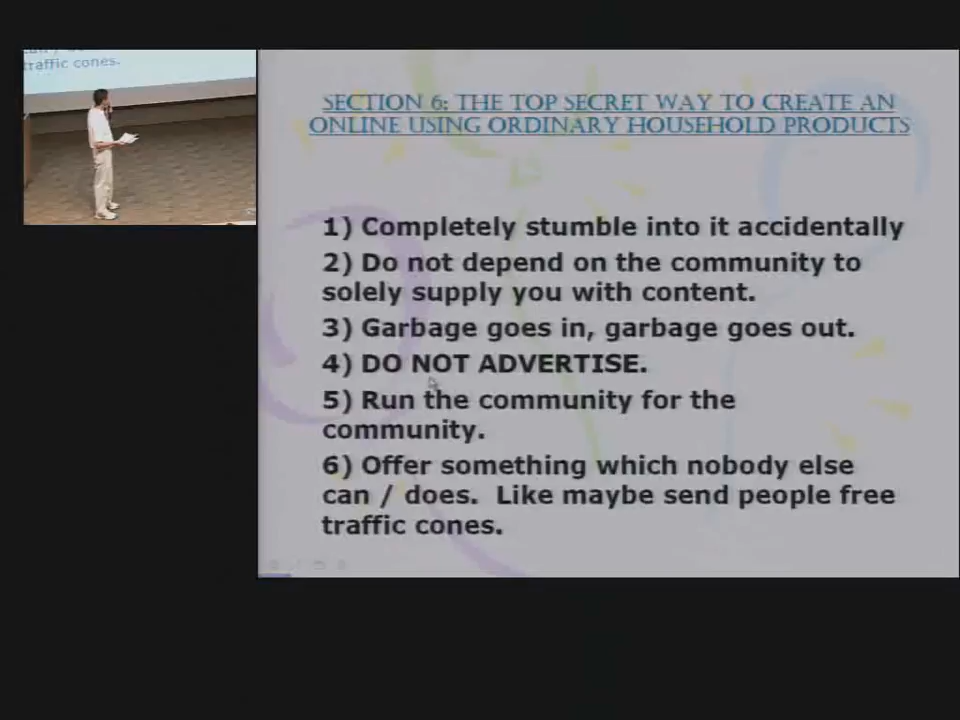 traffic cones.
SECTION 6: THE TOP SECRET WAY TO CREATE AN
ONLINE USING ORDINARY HOUSEHOLD PRODUCTS
1) Completely stumble into it accidentally
2) Do not depend on the community to
solely supply you with content.
3) Garbage goes in, garbage goes out.
4) DO NOT ADVERTISE.
5) Run the community for the
community.
6) Offer something which nobody else
can / does.  Like maybe send people free
traffic cones.